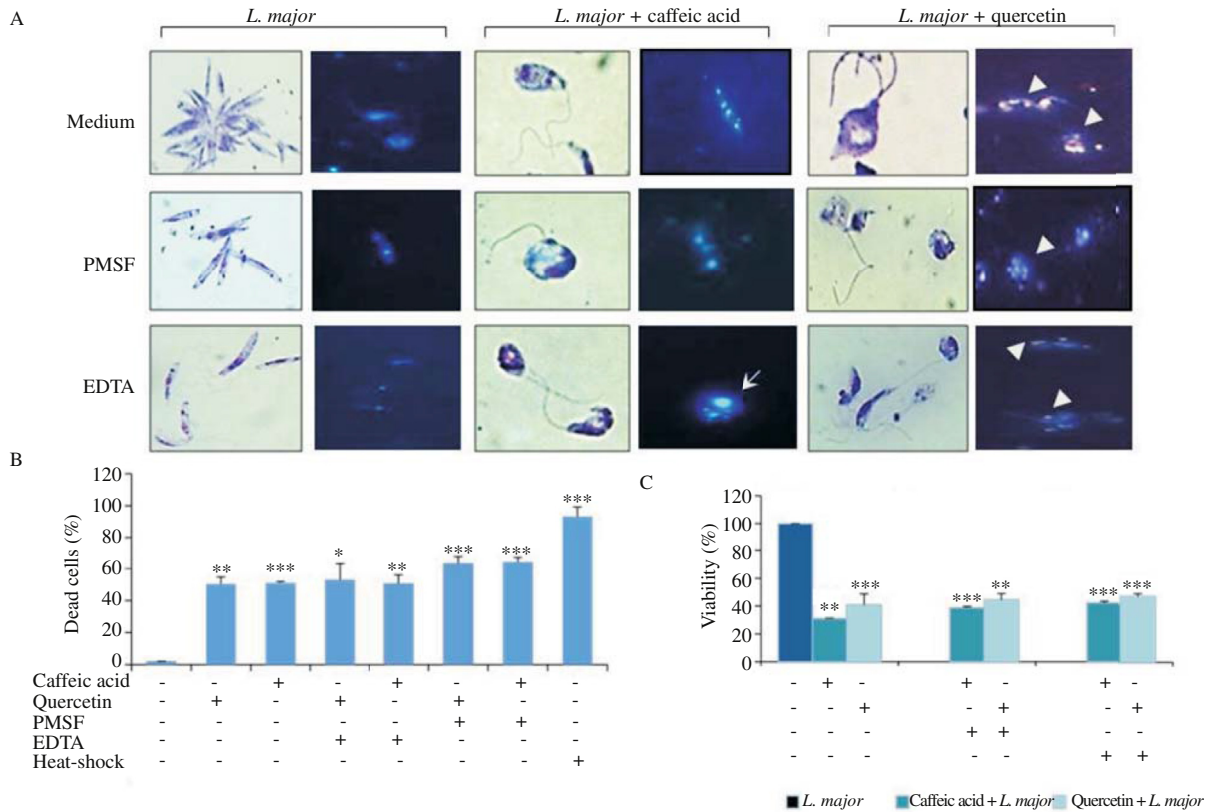 A
L. major
L. major + caffeic acid
L. major + quercetin
Medium
PMSF
EDTA
B
Dead cells (%)
120
100
80
60
40
20
0
** *** * ** *** *** ***
Caffeic acid - - + - + - + -
Quercetin - + - + - + - -
PMSF - - - - - + + -
EDTA - - - + + - - -
Heat-shock - - - - - - - +
C
Viability (%)
120
100
80
60
40
20
0
** *** *** ** *** ***
- + - + - + -
- - + - + - +
- - - + + - -
- - - - - + +
L. major Caffeic acid + L. major Quercetin + L. major